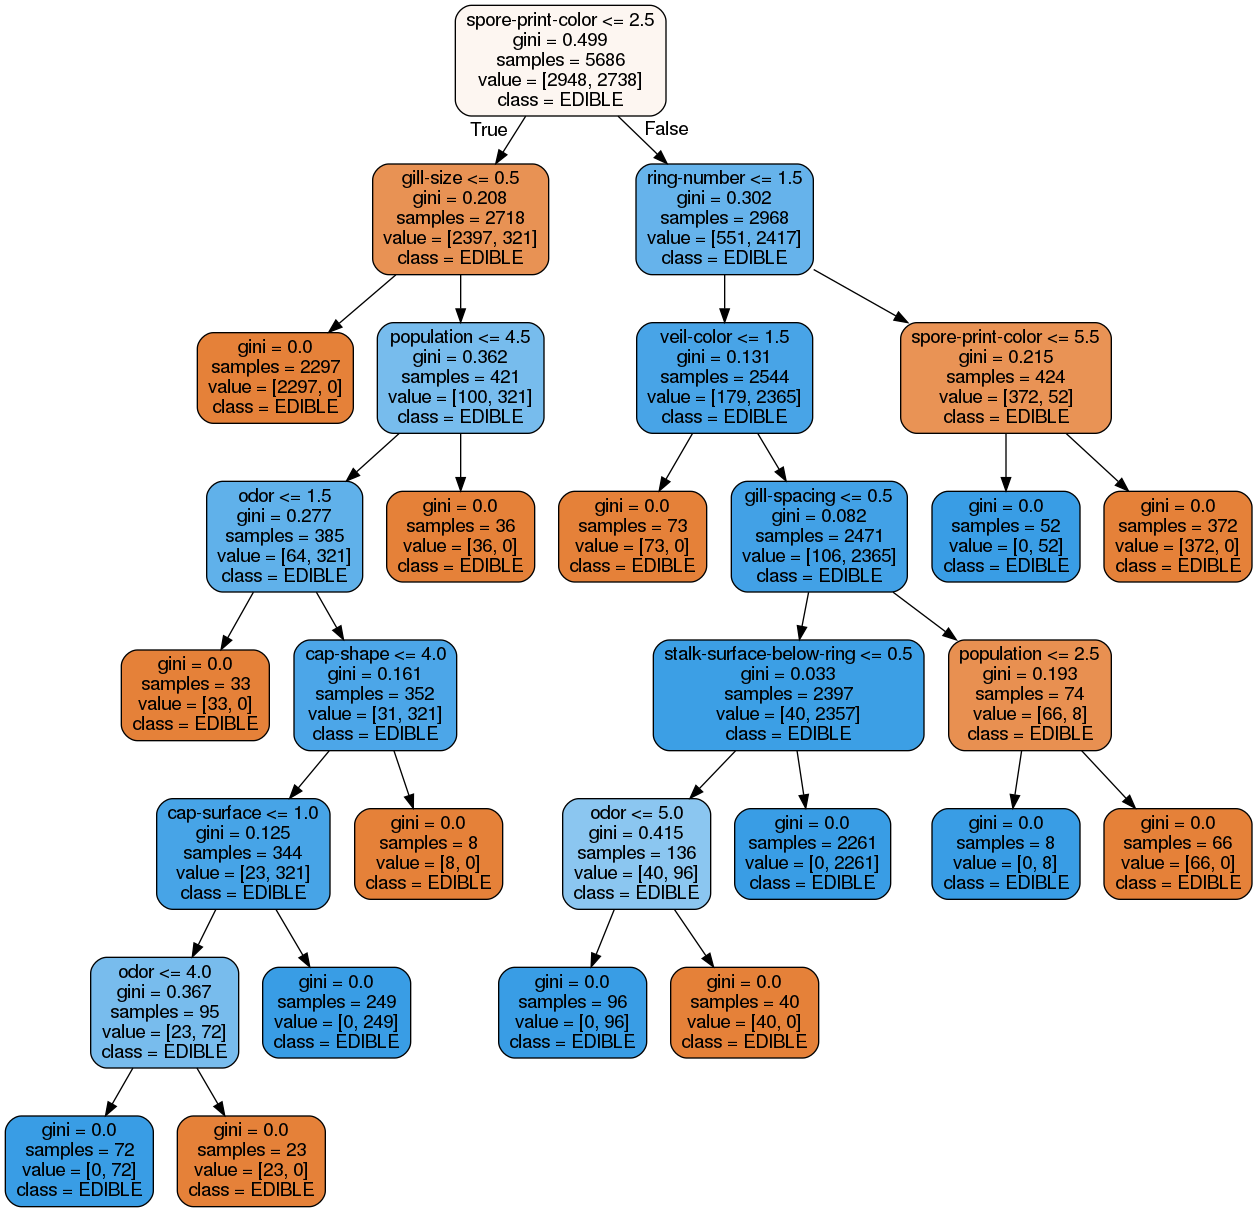 spore-print-color <= 2.5
gini = 0.499
samples = 5686
value = [2948, 2738]
class = EDIBLE
True
False
gill-size <= 0.5
gini = 0.208
samples = 2718
value = [2397, 321]
class = EDIBLE
ring-number <= 1.5
gini = 0.302
samples = 2968
value = [551, 2417]
class = EDIBLE
gini = 0.0
samples = 2297
value = [2297, 0]
class = EDIBLE
population <= 4.5
gini = 0.362
samples = 421
value = [100, 321]
class = EDIBLE
veil-color <= 1.5
gini = 0.131
samples = 2544
value = [179, 2365]
class = EDIBLE
spore-print-color <= 5.5
gini = 0.215
samples = 424
value = [372, 52]
class = EDIBLE
odor <= 1.5
gini = 0.277
samples = 385
value = [64, 321]
class = EDIBLE
gini = 0.0
samples = 36
value = [36, 0]
class = EDIBLE
gini = 0.0
samples = 73
value = [73, 0]
class = EDIBLE
gill-spacing <= 0.5
gini = 0.082
samples = 2471
value = [106, 2365]
class = EDIBLE
gini = 0.0
samples = 52
value = [0, 52]
class = EDIBLE
gini = 0.0
samples = 372
value = [372, 0]
class = EDIBLE
gini = 0.0
samples = 33
value = [33, 0]
class = EDIBLE
cap-shape <= 4.0
gini = 0.161
samples = 352
value = [31, 321]
class = EDIBLE
stalk-surface-below-ring <= 0.5
gini = 0.033
samples = 2397
value = [40, 2357]
class = EDIBLE
population <= 2.5
gini = 0.193
samples = 74
value = [66, 8]
class = EDIBLE
cap-surface <= 1.0
gini = 0.125
samples = 344
value = [23, 321]
class = EDIBLE
gini = 0.0
samples = 8
value = [8, 0]
class = EDIBLE
odor <= 5.0
gini = 0.415
samples = 136
value = [40, 96]
class = EDIBLE
gini = 0.0
samples = 2261
value = [0, 2261]
class = EDIBLE
gini = 0.0
samples = 8
value = [0, 8]
class = EDIBLE
gini = 0.0
samples = 66
value = [66, 0]
class = EDIBLE
odor <= 4.0
gini = 0.367
samples = 95
value = [23, 72]
class = EDIBLE
gini = 0.0
samples = 249
value = [0, 249]
class = EDIBLE
gini = 0.0
samples = 96
value = [0, 96]
class = EDIBLE
gini = 0.0
samples = 40
value = [40, 0]
class = EDIBLE
gini = 0.0
samples = 72
value = [0, 72]
class = EDIBLE
gini = 0.0
samples = 23
value = [23, 0]
class = EDIBLE